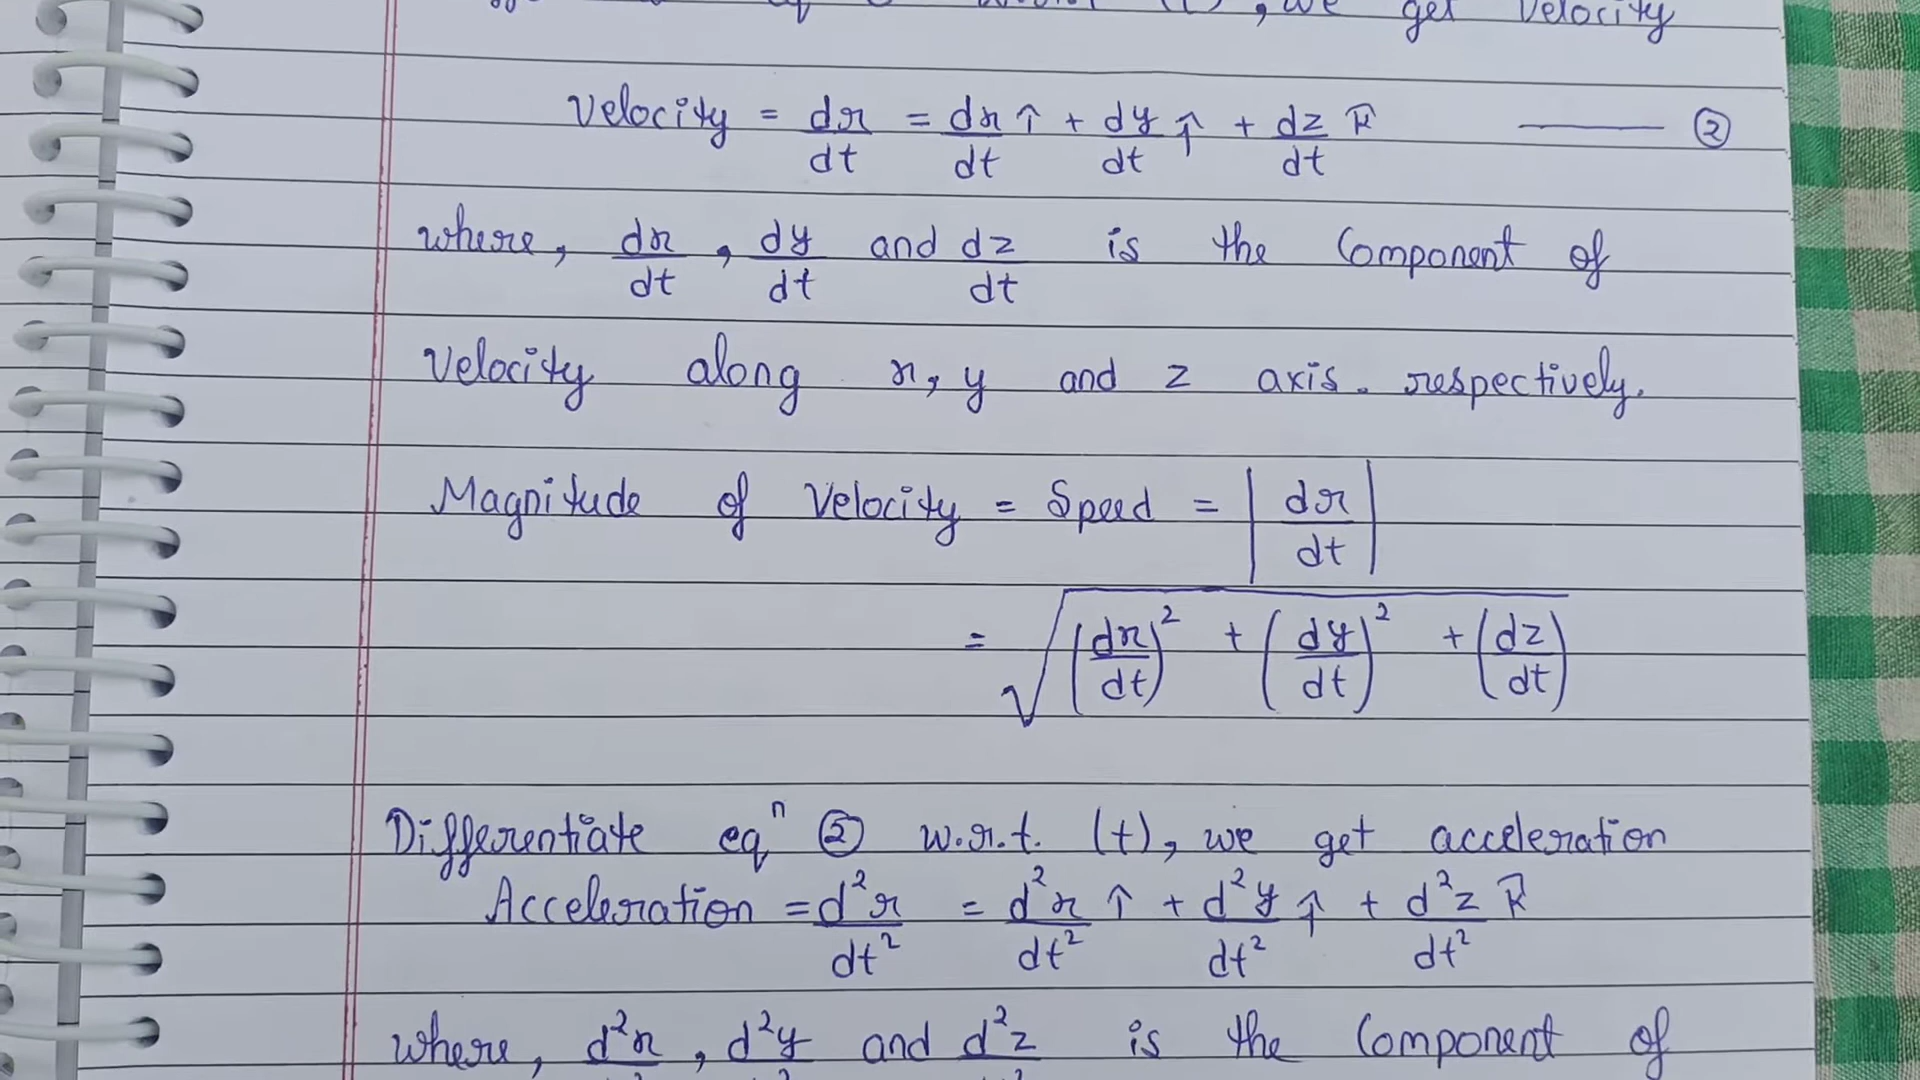 (t), we get velocity
Velocity = dr/dt = dx/dt î + dy/dt ĵ + dz/dt k̂ —— ②
where, dx/dt, dy/dt and dz/dt is the component of
velocity along x, y and z axis. respectively.
Magnitude of velocity = Speed = |dr/dt|
= √((dx/dt)² + (dy/dt)² + (dz/dt))
Differentiate eqⁿ ② w.r.t. (t), we get acceleration
Acceleration = d²r/dt² = d²x/dt² î + d²y/dt² ĵ + d²z/dt² k̂
where, d²x, d²y and d²z is the component of